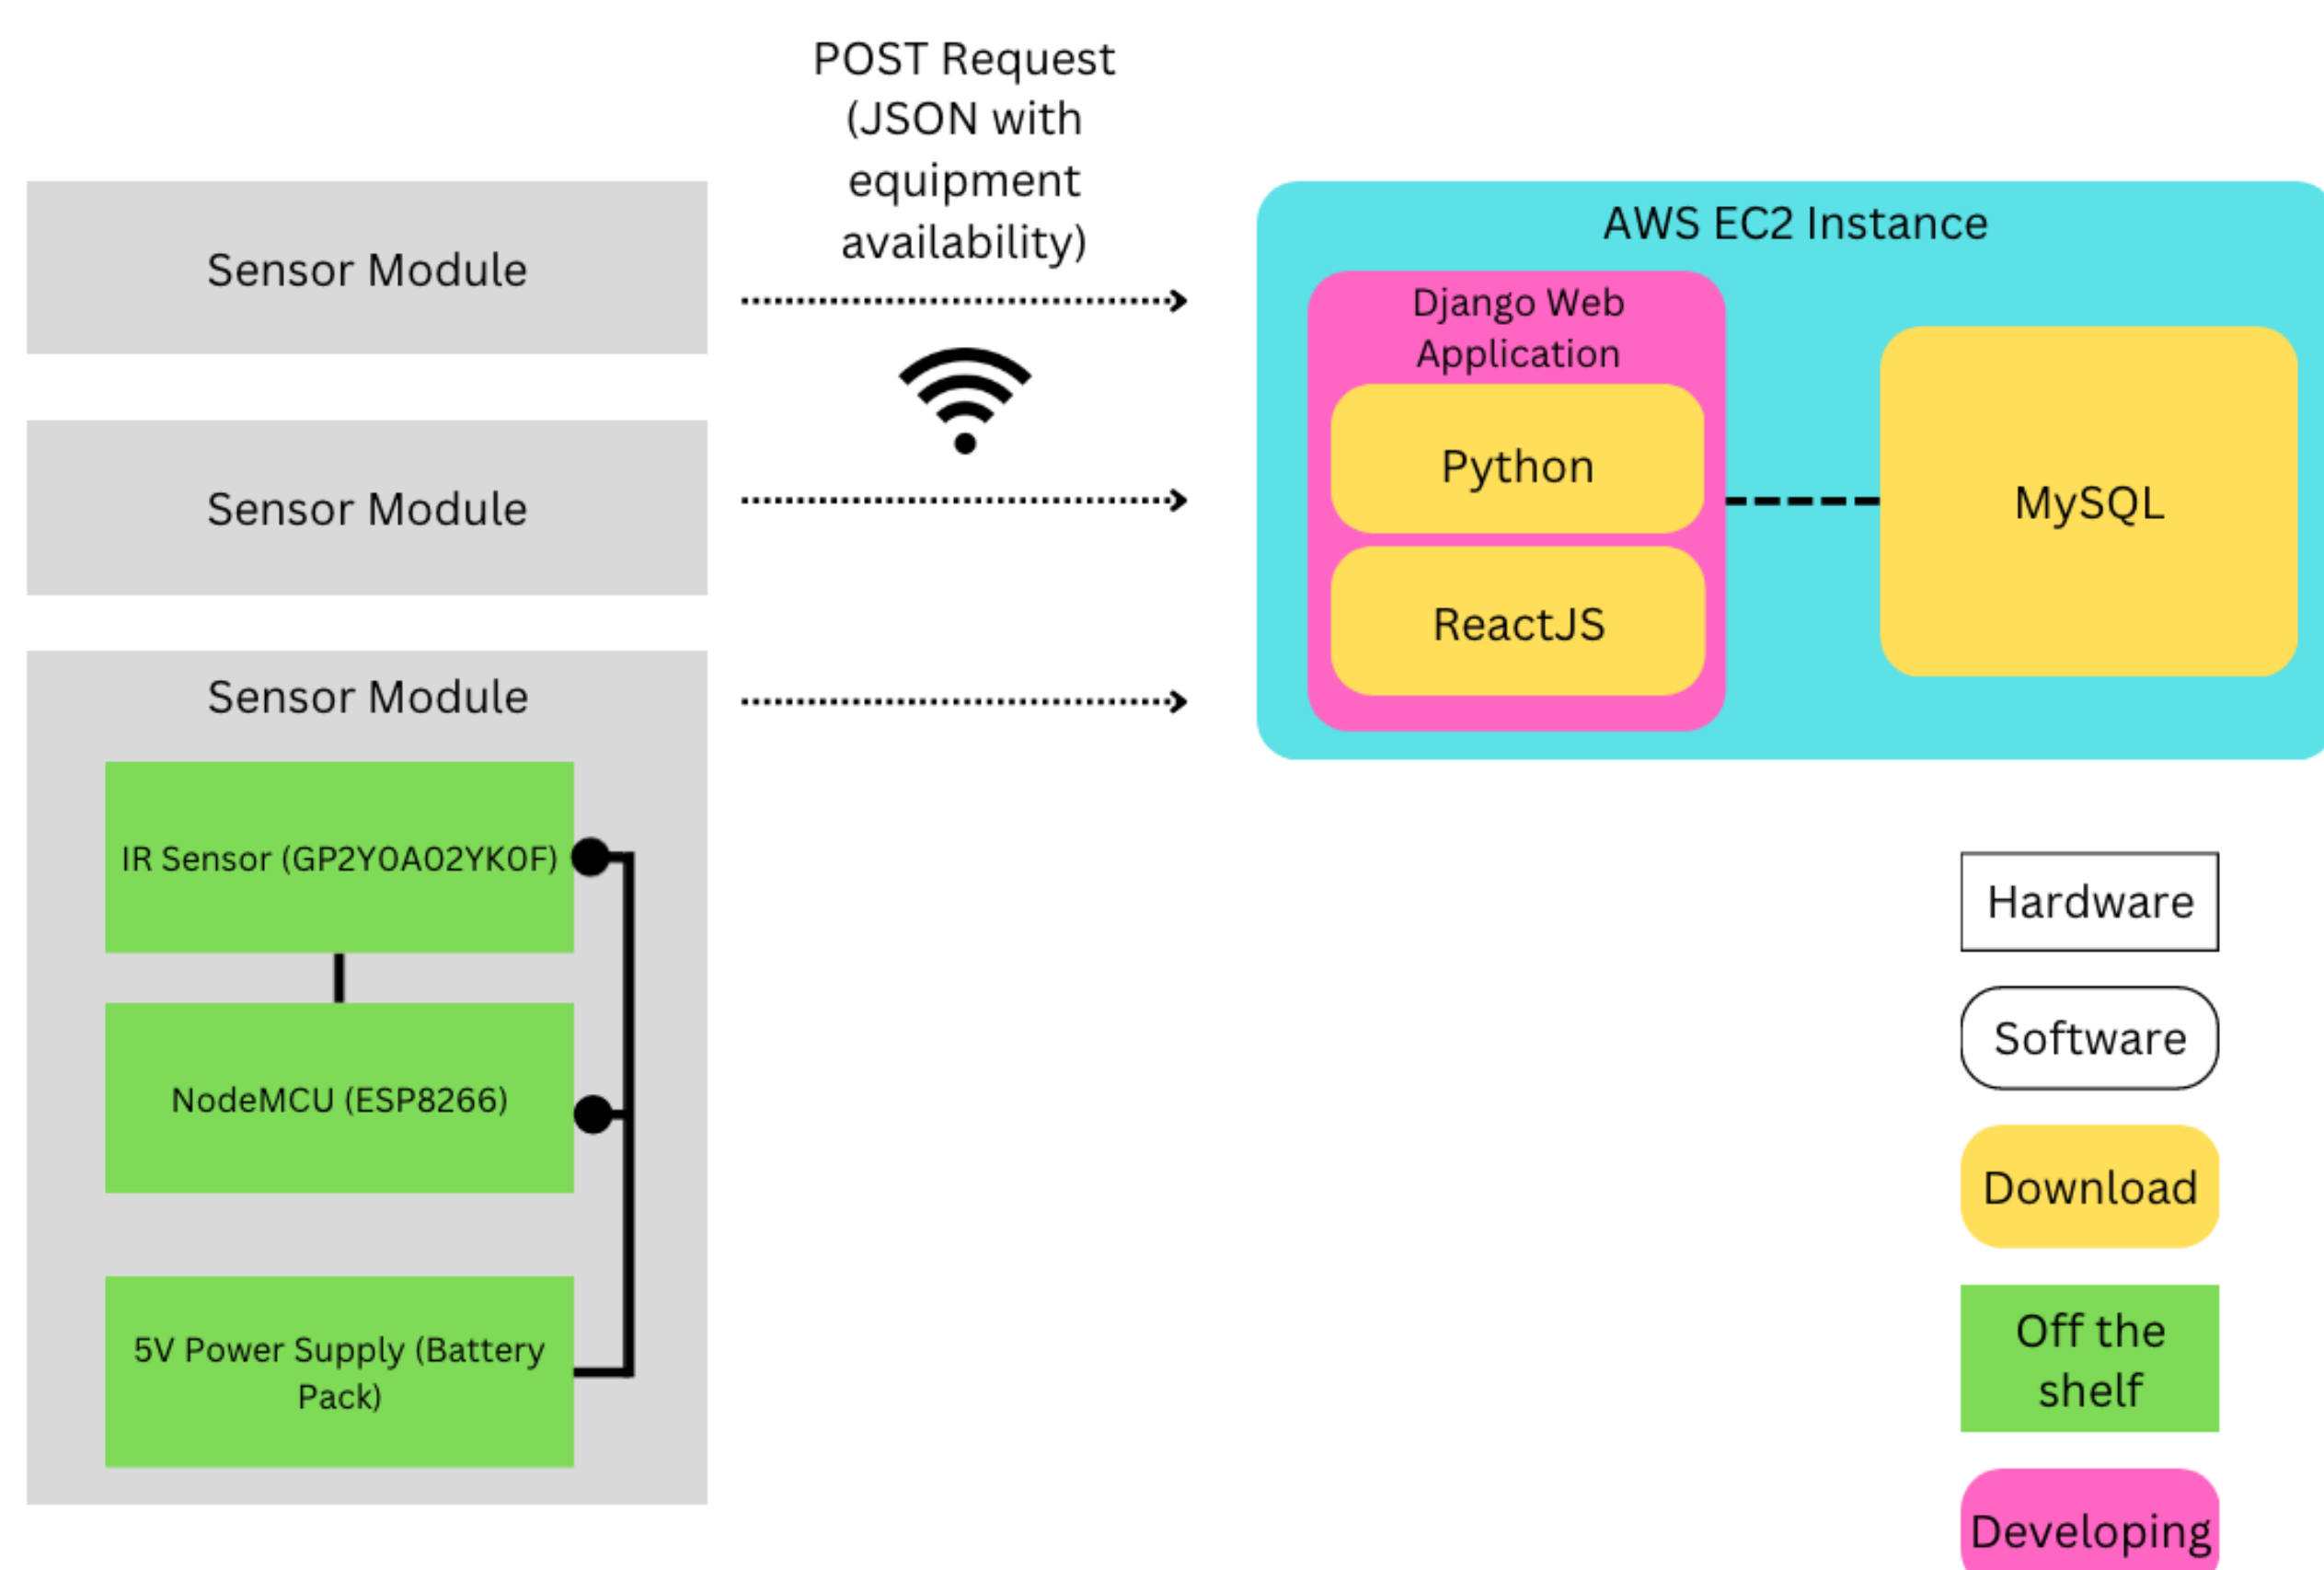 POST Request
(JSON with
equipment
availability)
Sensor Module
Sensor Module
Sensor Module
IR Sensor (GP2Y0A02YK0F)
NodeMCU (ESP8266)
5V Power Supply (Battery
Pack)
AWS EC2 Instance
Django Web
Application
Python
ReactJS
MySQL
Hardware
Software
Download
Off the
shelf
Developing